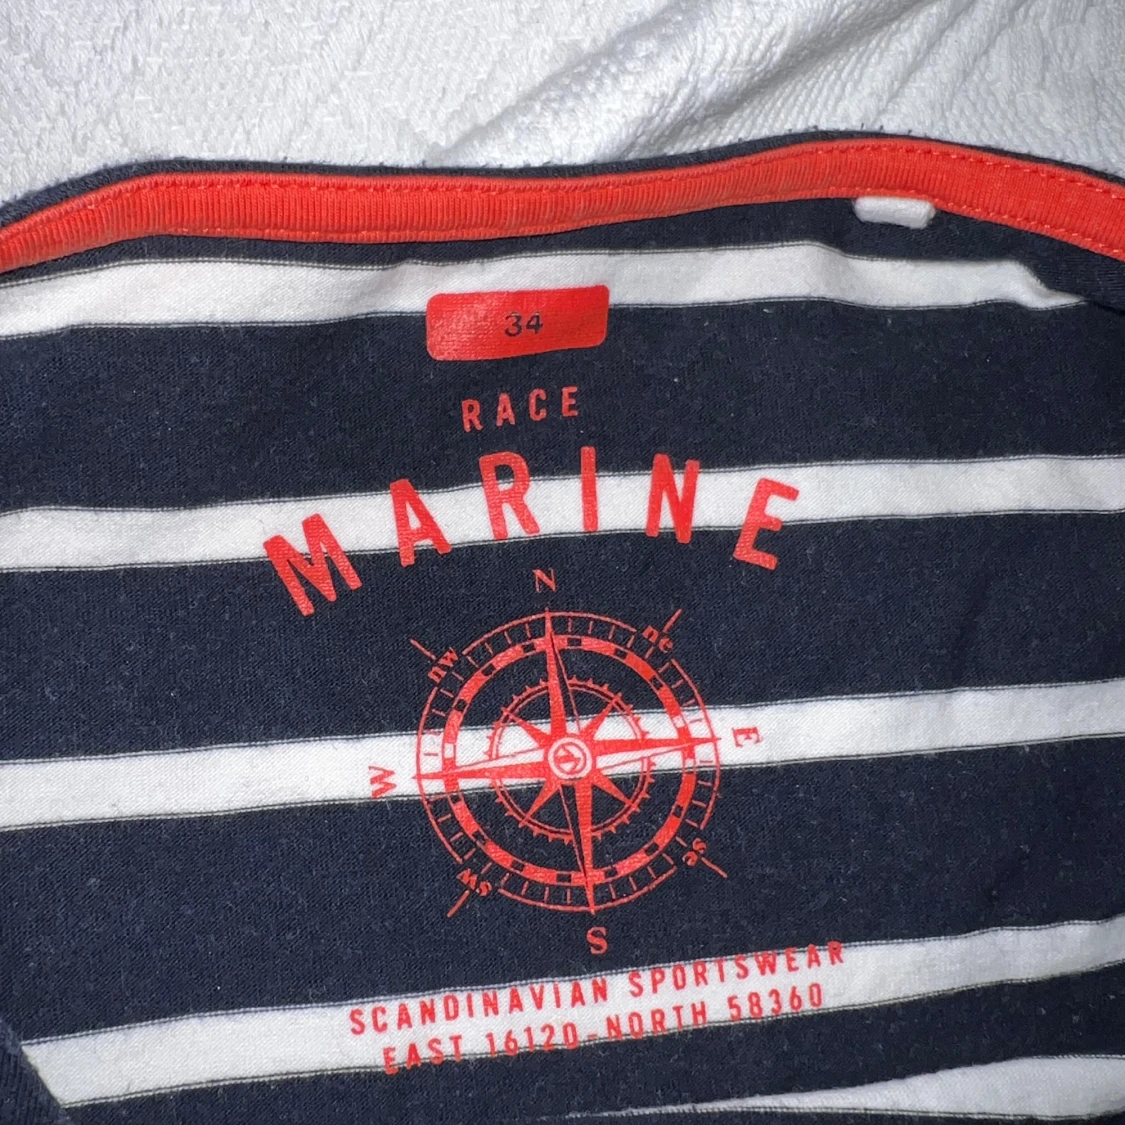 34
RACE
MARINE
N
nw
ne
W
E
sw
se
S
SCANDINAVIAN SPORTSWEAR
EAST 16120-NORTH 58360